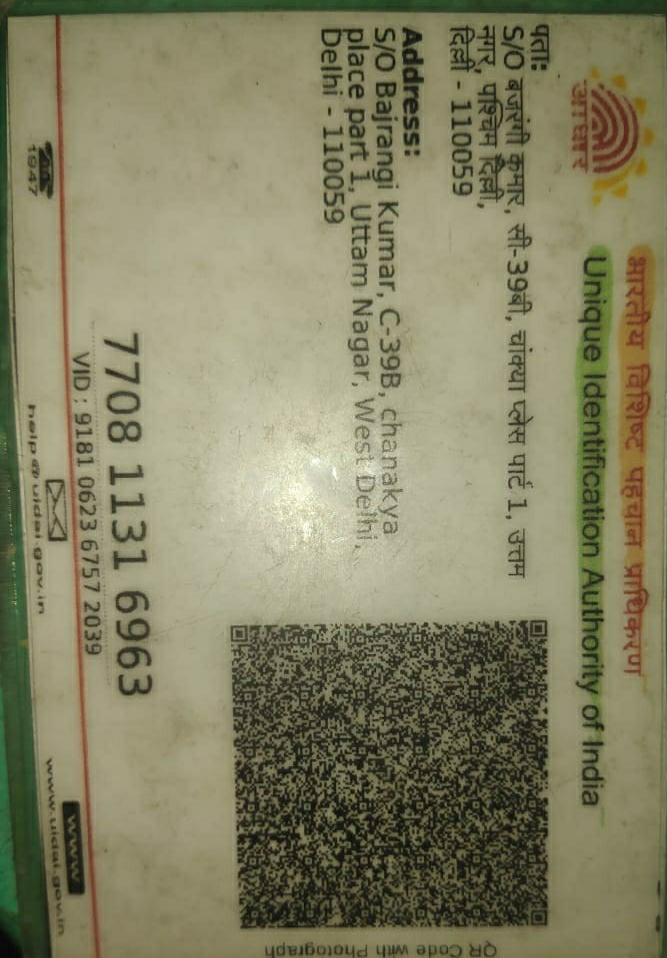 भारतीय विशिष्ट पहचान प्राधिकरण
Unique Identification Authority of India
आधार
पता:
S/O बजरंगी कुमार, सी-39बी, चांक्या प्लेस पार्ट 1, उत्तम
नगर, पश्चिम दिल्ली,
दिल्ली - 110059
Address:
S/O Bajrangi Kumar, C-39B, chanakya
place part 1, Uttam Nagar, West Delhi,
Delhi - 110059
QR Code with Photograph
7708 1131 6963
VID : 9181 0623 6757 2039
1947
help@uidai.gov.in
www
www.uidai.gov.in